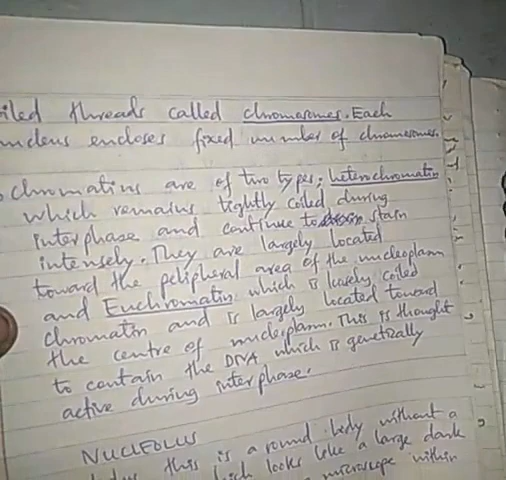 iled threads called chromosomes. Each
ucleus encloses fixed number of chromosomes.
chromatins are of two types; heterochromatin
which remains tightly coiled during
interphase and continue to stain
intensely. They are largely located
toward the peripheral area of the nucleoplasm
and Euchromatin which is loosely coiled
chromatin and is largely located toward
the centre of nucleoplasm. This is thought
to contain the DNA which is genetically
active during interphase.
NUCLEOLUS
this is a round body without a
which looks like a large dark
microscope within